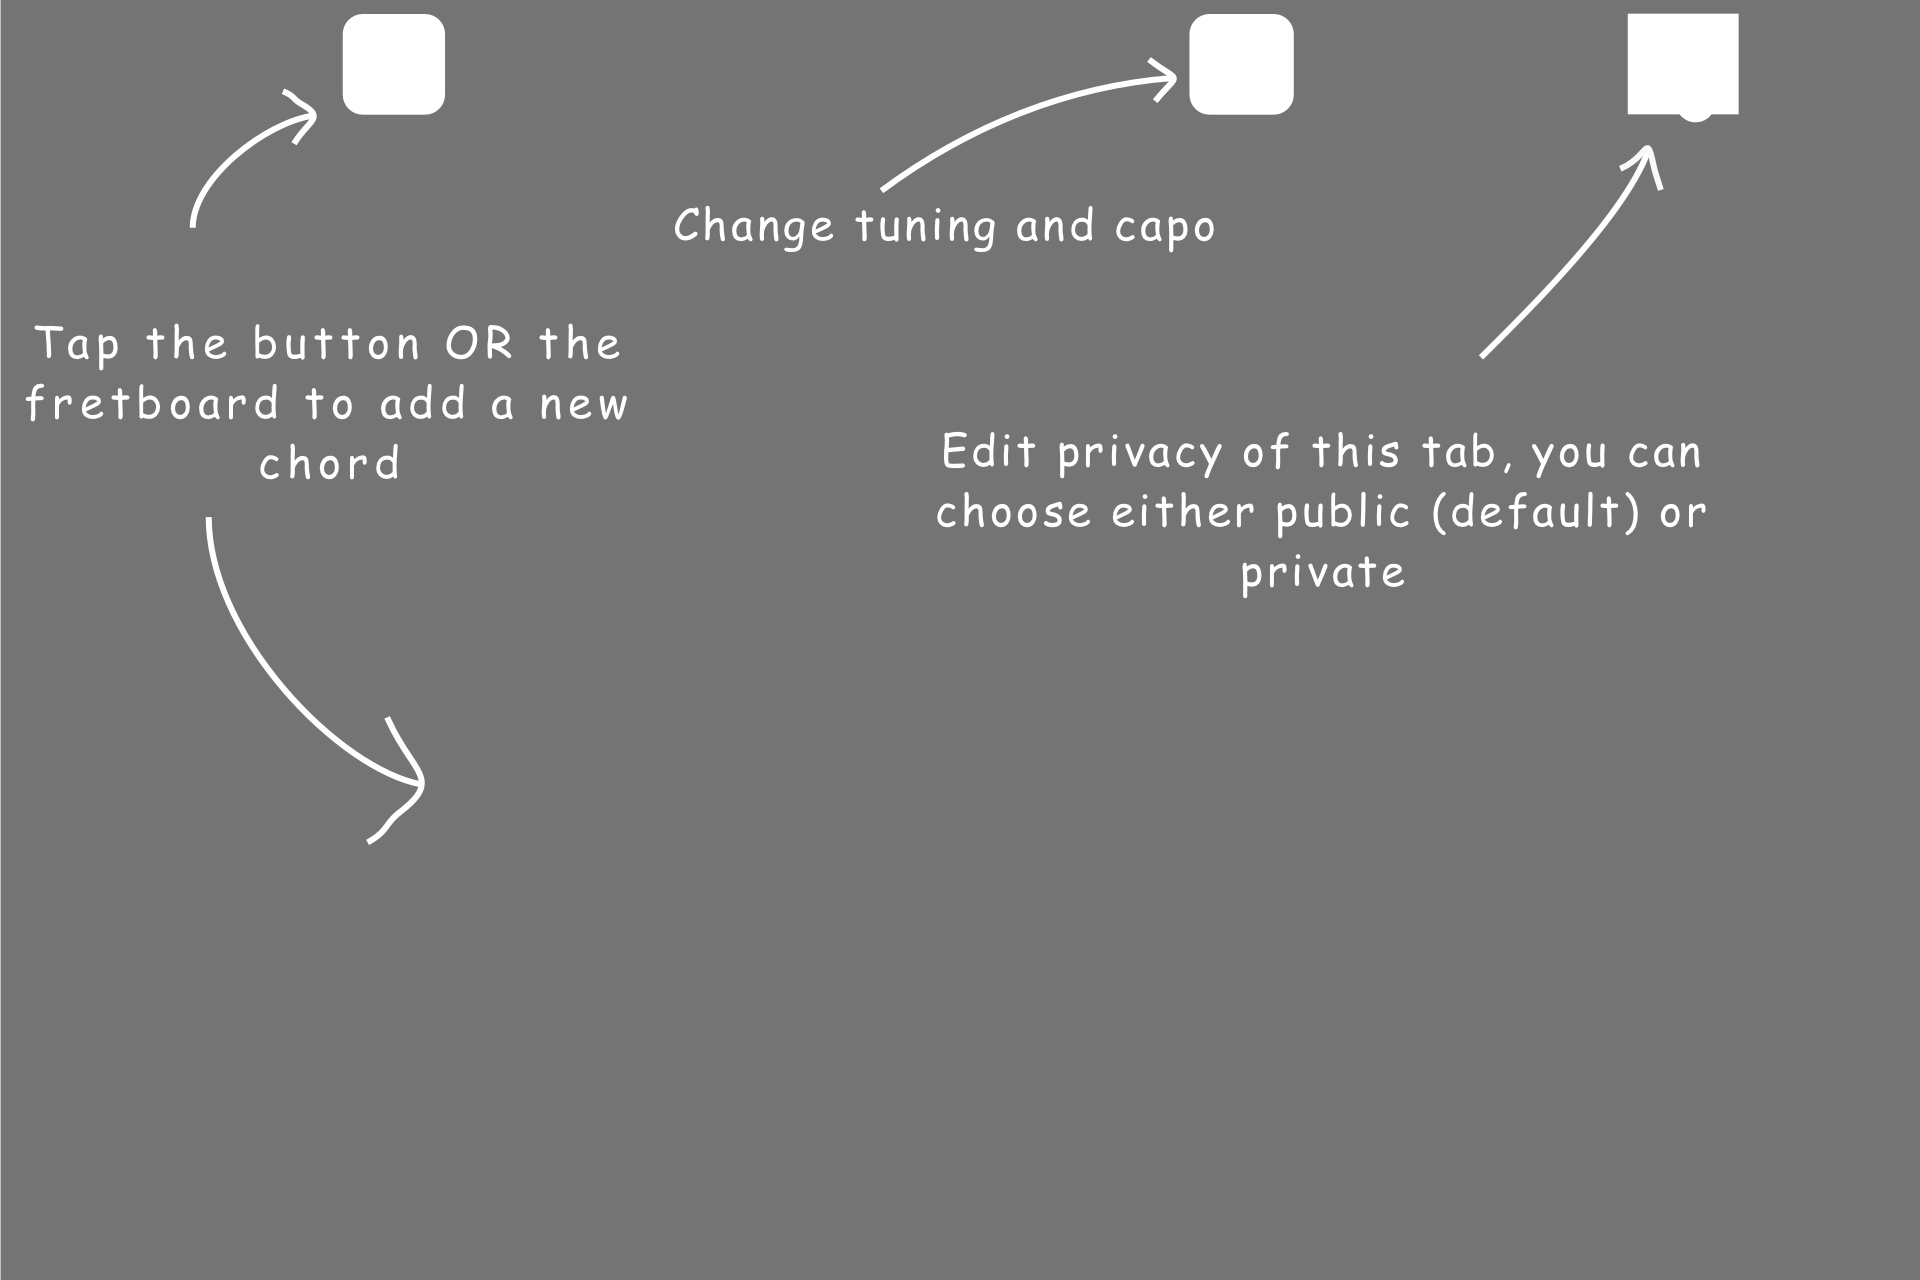 Change tuning and capo
Tap the button OR the
fretboard to add a new
chord
Edit privacy of this tab, you can
choose either public (default) or
private